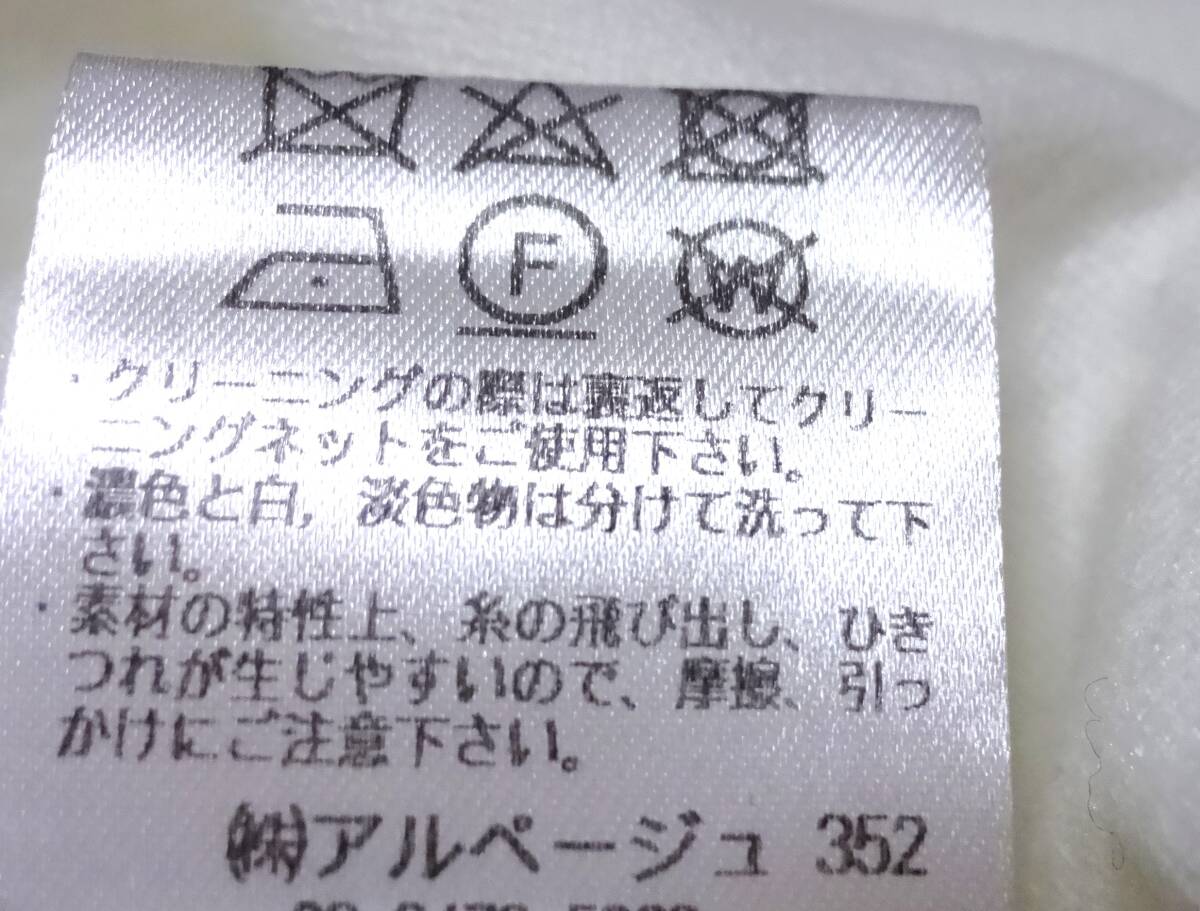 F W
・クリーニングの際は裏返してクリー
ニングネットをご使用下さい。
・濃色と白, 淡色物は分けて洗って下
さい。
・素材の特性上、糸の飛び出し、ひき
つれが生じやすいので、摩擦、引っ
かけにご注意下さい。
㈱アルページュ 352